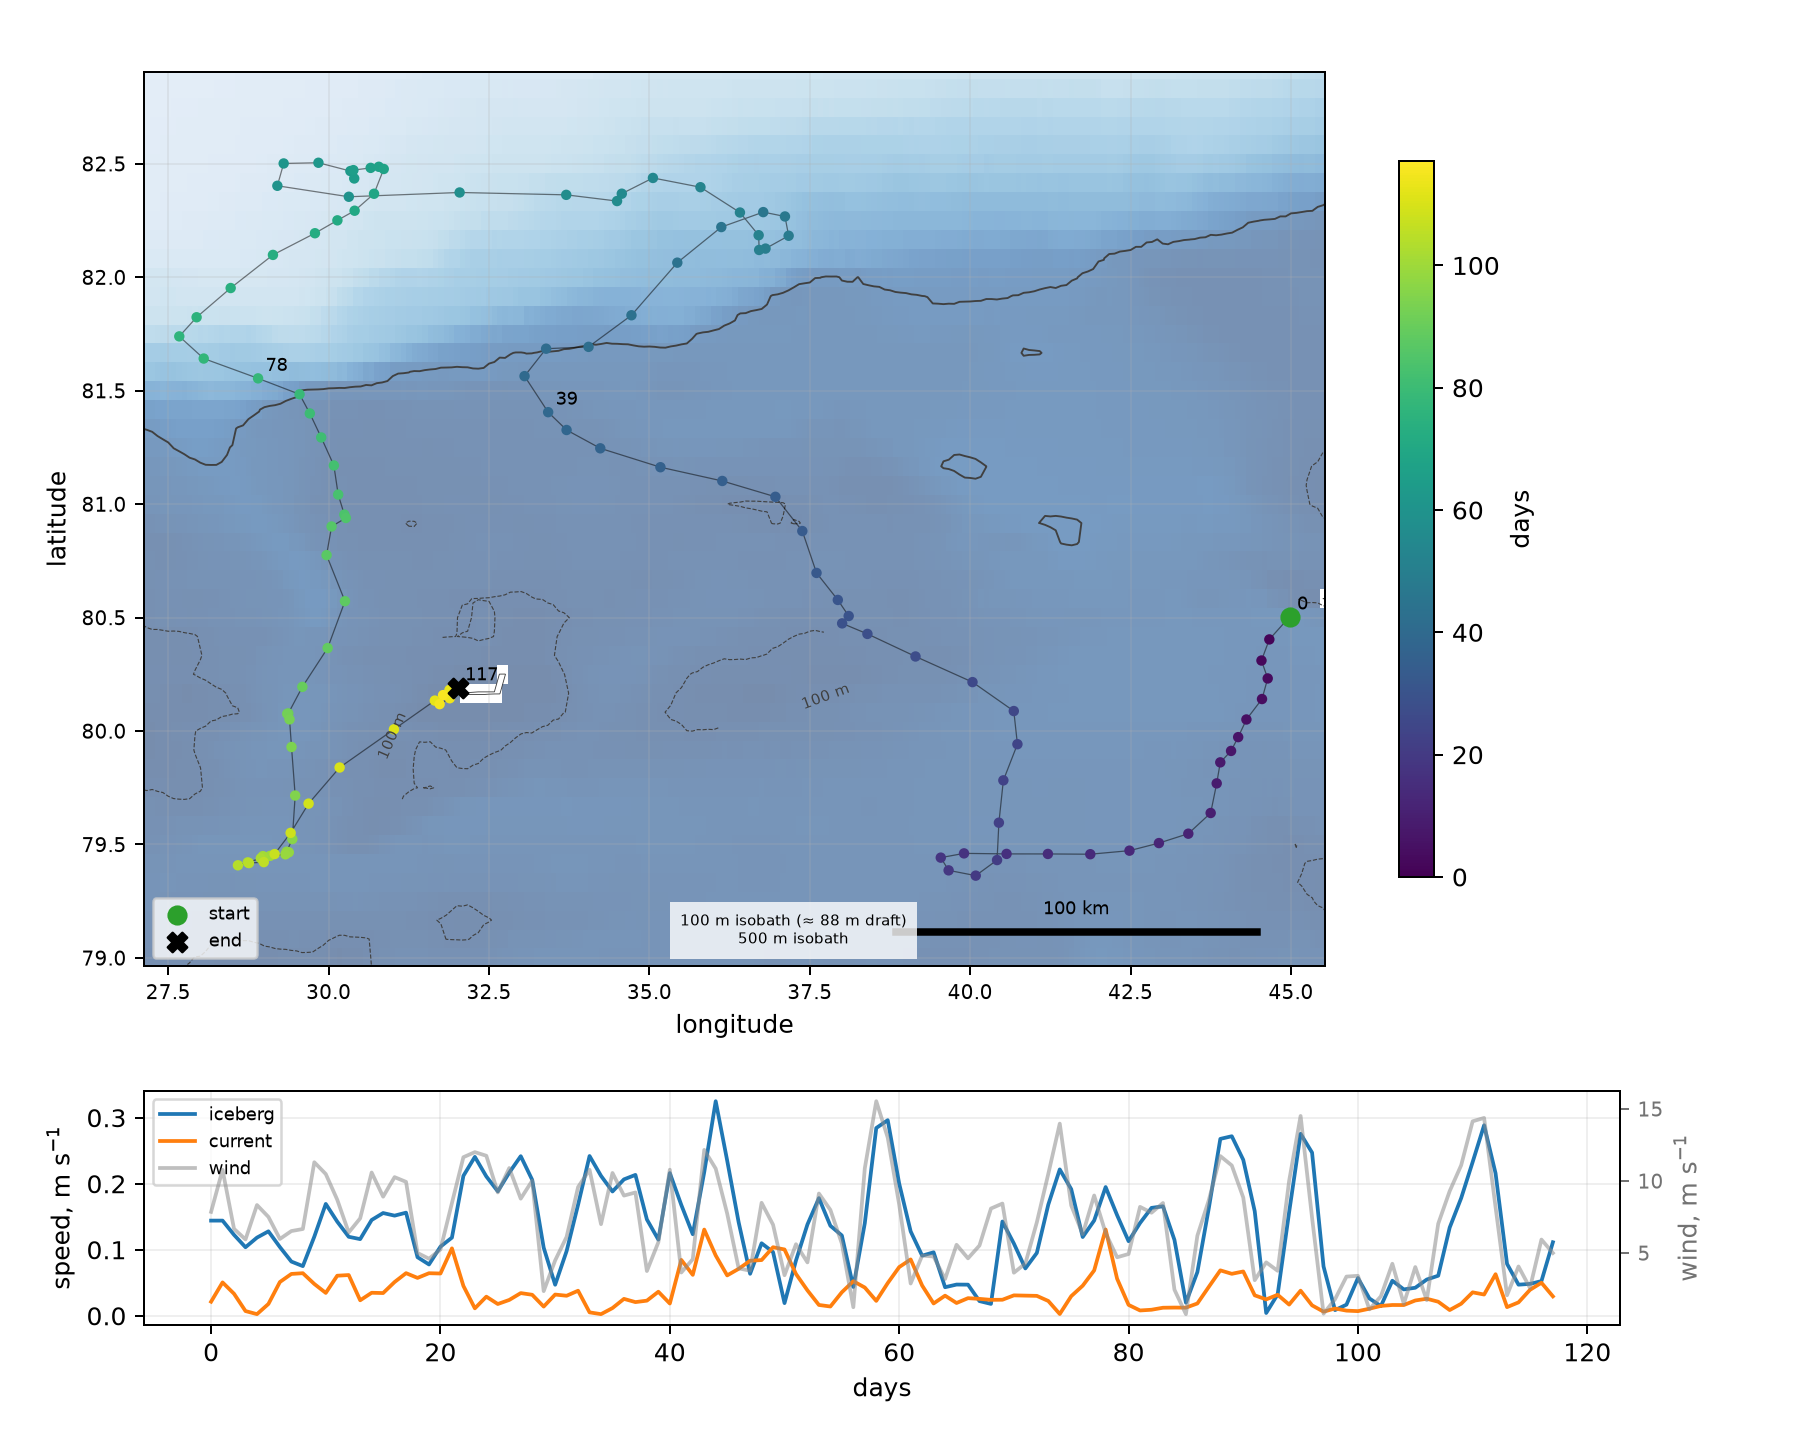 82.5
82.0
81.5
81.0
80.5
80.0
79.5
79.0
latitude
27.5
30.0
32.5
35.0
37.5
40.0
42.5
45.0
longitude
78
39
0
117
100 m
100 m
start
end
100 m isobath (≈ 88 m draft)
500 m isobath
100 km
100
80
60
40
20
0
days
0.3
0.2
0.1
0.0
speed, m s⁻¹
iceberg
current
wind
15
10
5
wind, m s⁻¹
0
20
40
60
80
100
120
days